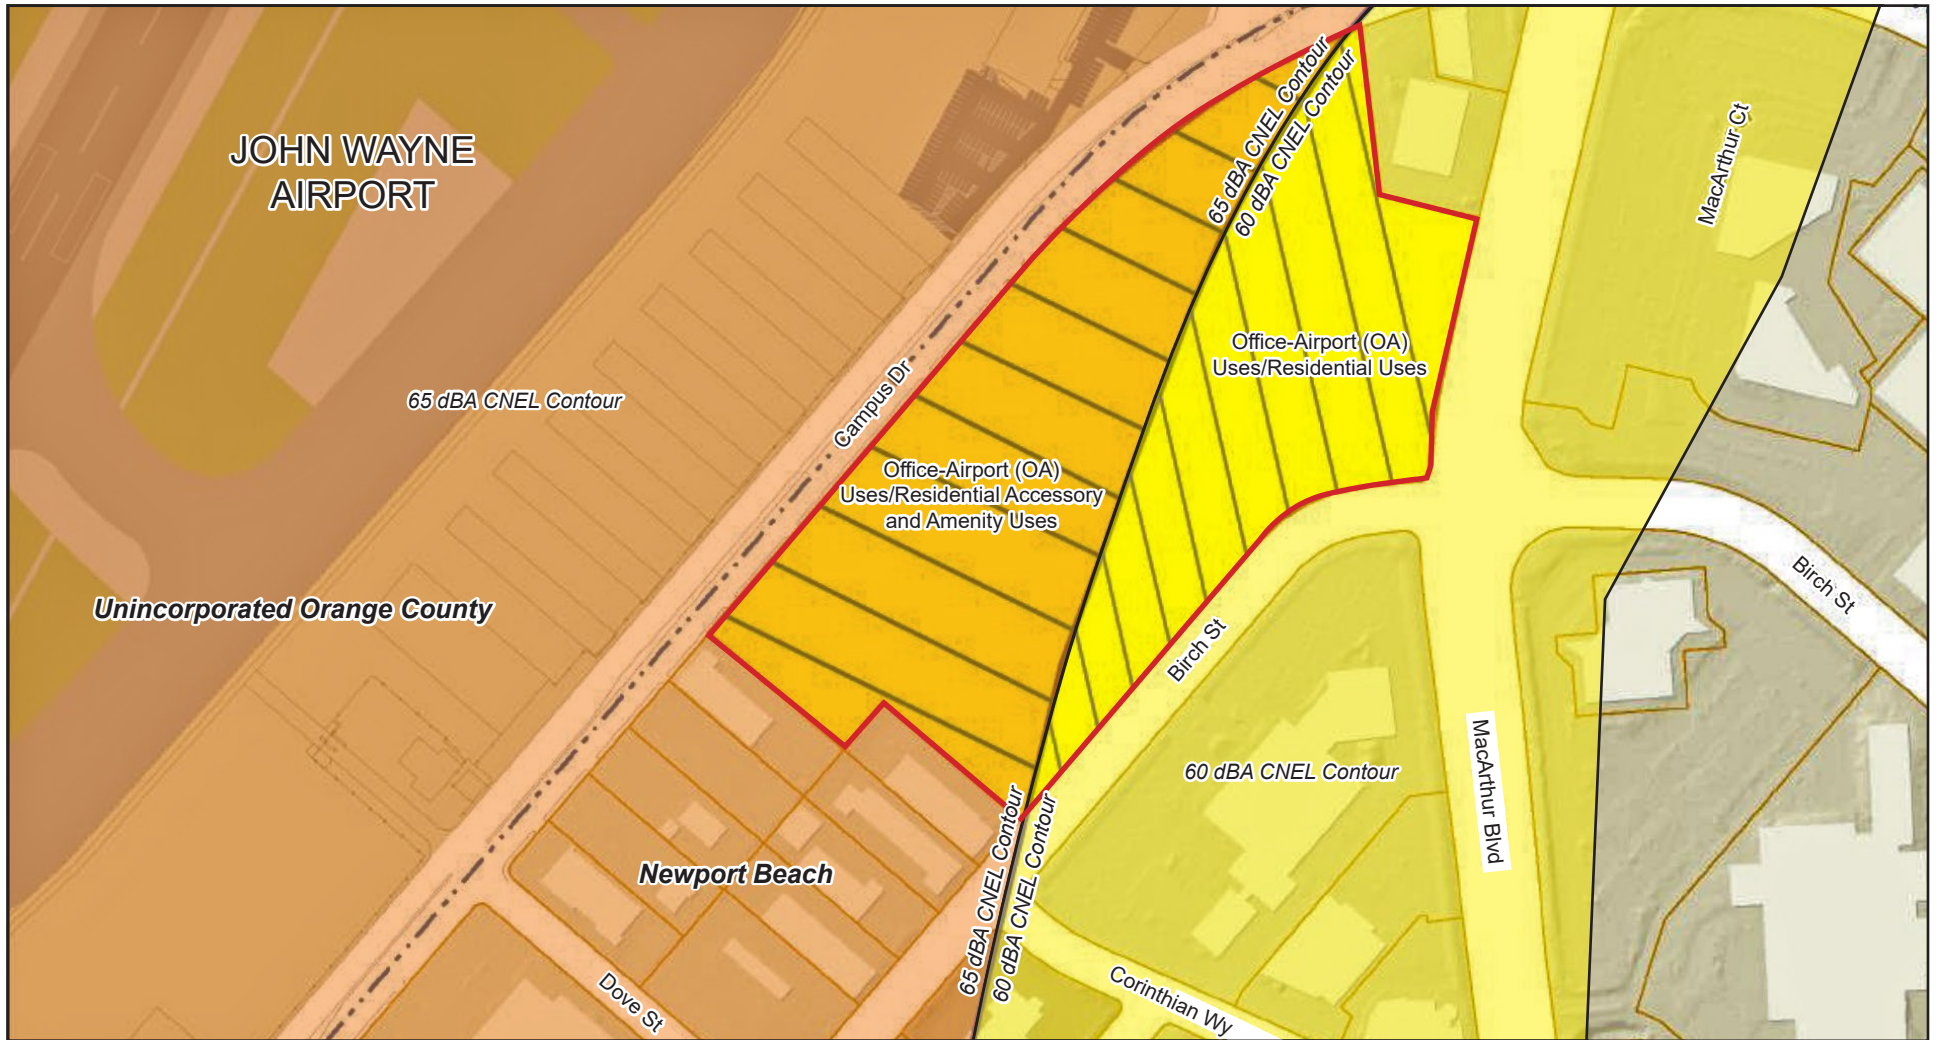 JOHN WAYNE
AIRPORT
65 dBA CNEL Contour
60 dBA CNEL Contour
MacArthur Ct
Office-Airport (OA)
Uses/Residential Uses
65 dBA CNEL Contour
Campus Dr
Office-Airport (OA)
Uses/Residential Accessory
and Amenity Uses
Unincorporated Orange County
Birch St
Birch St
60 dBA CNEL Contour
MacArthur Blvd
Newport Beach
65 dBA CNEL Contour
60 dBA CNEL Contour
Dove St
Corinthian Wy